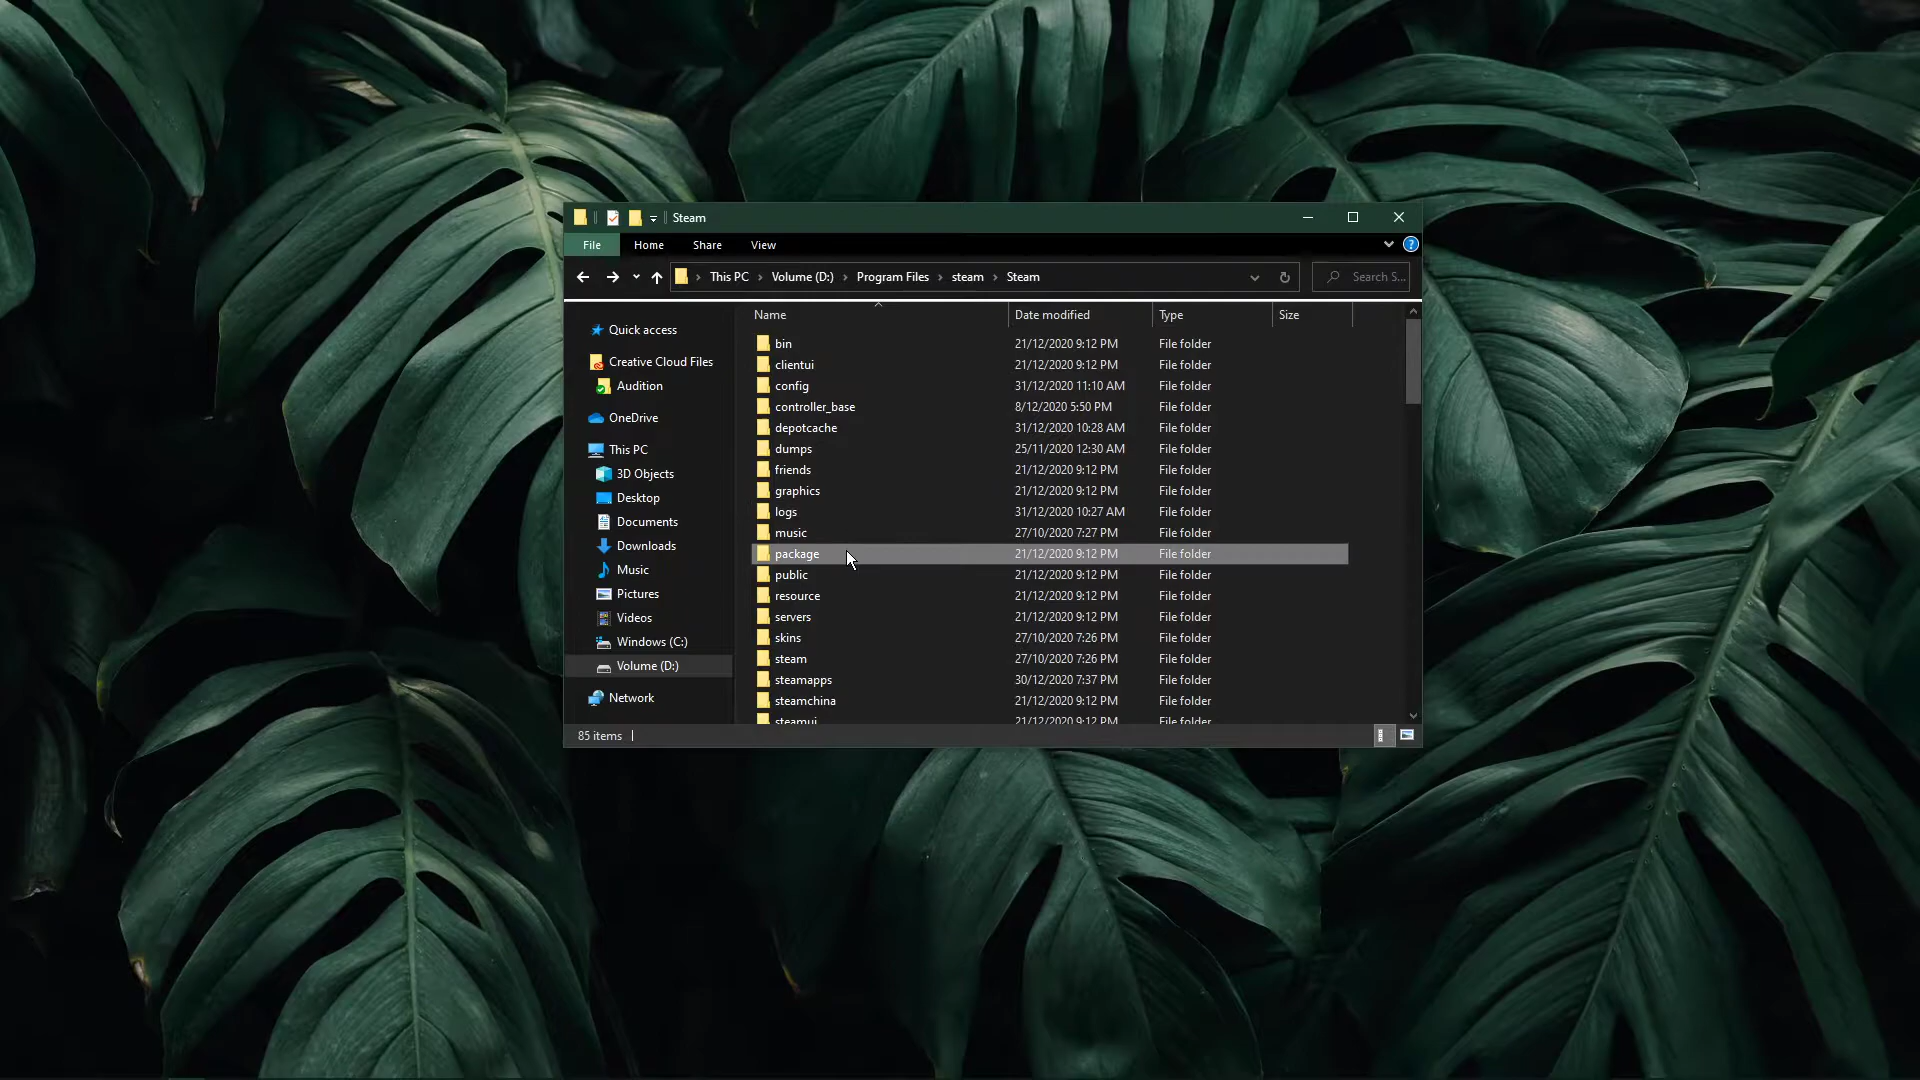 Steam
File Home Share View
This PC Volume (D:) Program Files steam Steam Search S...
Name Date modified Type Size
Quick access
Creative Cloud Files
Audition
OneDrive
This PC
3D Objects
Desktop
Documents
Downloads
Music
Pictures
Videos
Windows (C:)
Volume (D:)
Network
bin 21/12/2020 9:12 PM File folder
clientui 21/12/2020 9:12 PM File folder
config 31/12/2020 11:10 AM File folder
controller_base 8/12/2020 5:50 PM File folder
depotcache 31/12/2020 10:28 AM File folder
dumps 25/11/2020 12:30 AM File folder
friends 21/12/2020 9:12 PM File folder
graphics 21/12/2020 9:12 PM File folder
logs 31/12/2020 10:27 AM File folder
music 27/10/2020 7:27 PM File folder
package 21/12/2020 9:12 PM File folder
public 21/12/2020 9:12 PM File folder
resource 21/12/2020 9:12 PM File folder
servers 21/12/2020 9:12 PM File folder
skins 27/10/2020 7:26 PM File folder
steam 27/10/2020 7:26 PM File folder
steamapps 30/12/2020 7:37 PM File folder
steamchina 21/12/2020 9:12 PM File folder
steamui 21/12/2020 9:12 PM File folder
85 items